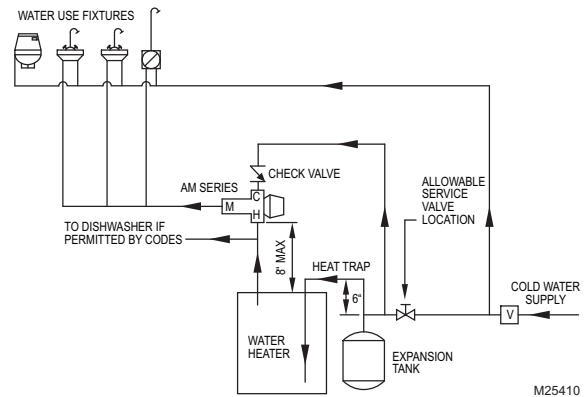 WATER USE FIXTURES
CHECK VALVE
AM SERIES
C
M
H
TO DISHWASHER IF
PERMITTED BY CODES
8" MAX
HEAT TRAP
6"
ALLOWABLE
SERVICE
VALVE
LOCATION
COLD WATER
SUPPLY
V
WATER
HEATER
EXPANSION
TANK
M25410